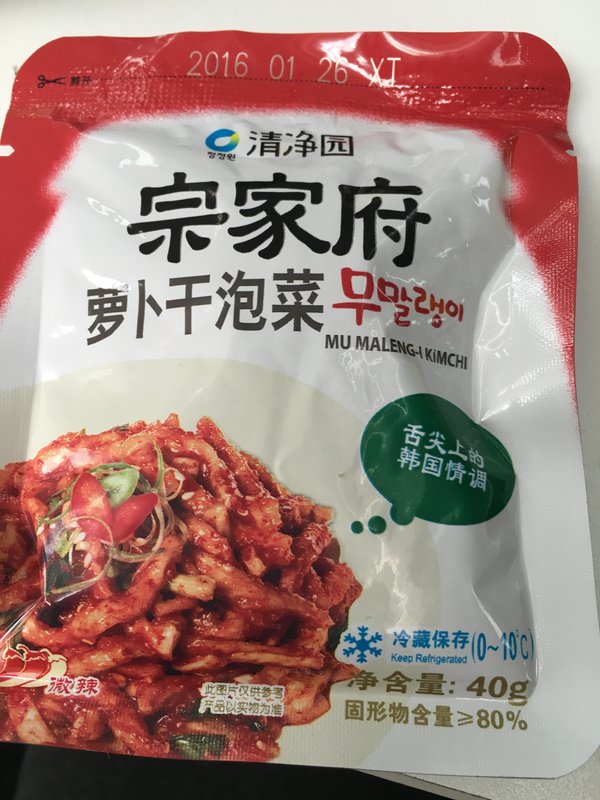 2016 01 26 XT
剪开
清净园
청정원
宗家府
萝卜干泡菜 무말랭이
MU MALENG-I KiMCHI
舌尖上的
韩国情调
冷藏保存(0~10℃)
Keep Refrigerated
净含量: 40g
固形物含量≥80%
微辣
此图片仅供参考
产品以实物为准